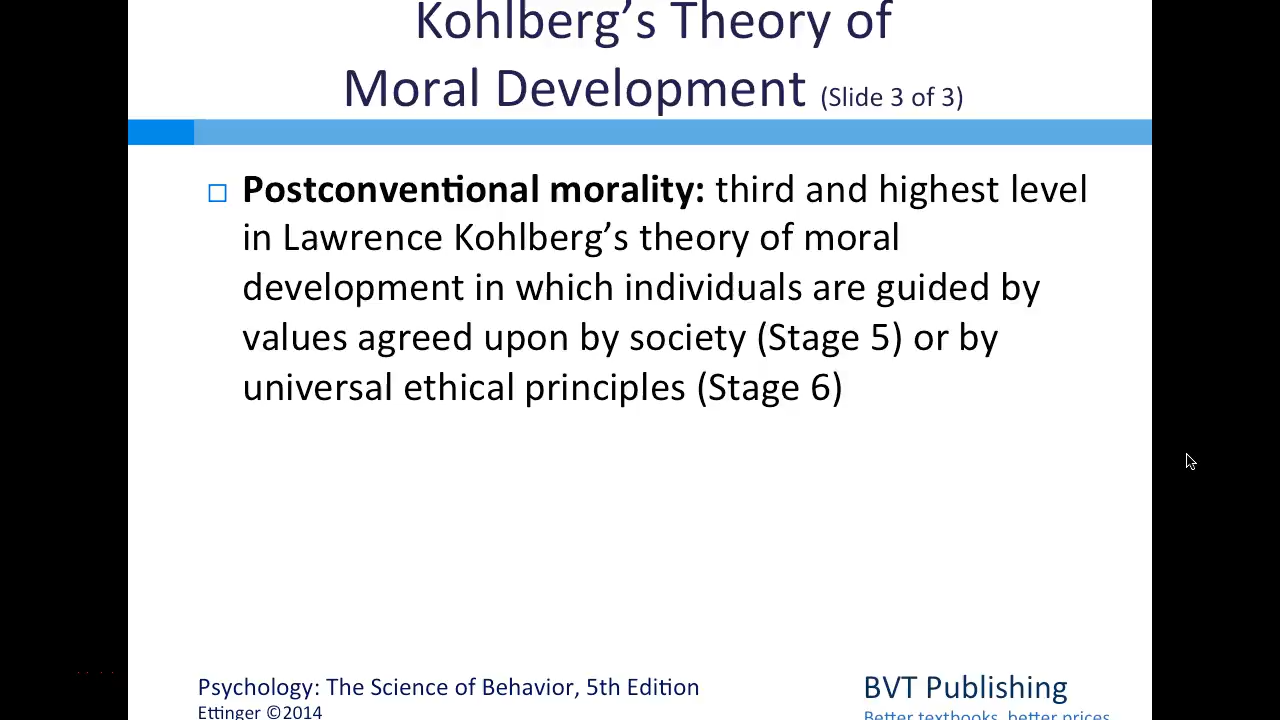 Kohlberg’s Theory of
Moral Development (Slide 3 of 3)
Postconventional morality: third and highest level
in Lawrence Kohlberg’s theory of moral
development in which individuals are guided by
values agreed upon by society (Stage 5) or by
universal ethical principles (Stage 6)
Psychology: The Science of Behavior, 5th Edition
Ettinger ©2014
BVT Publishing
Better textbooks, better prices